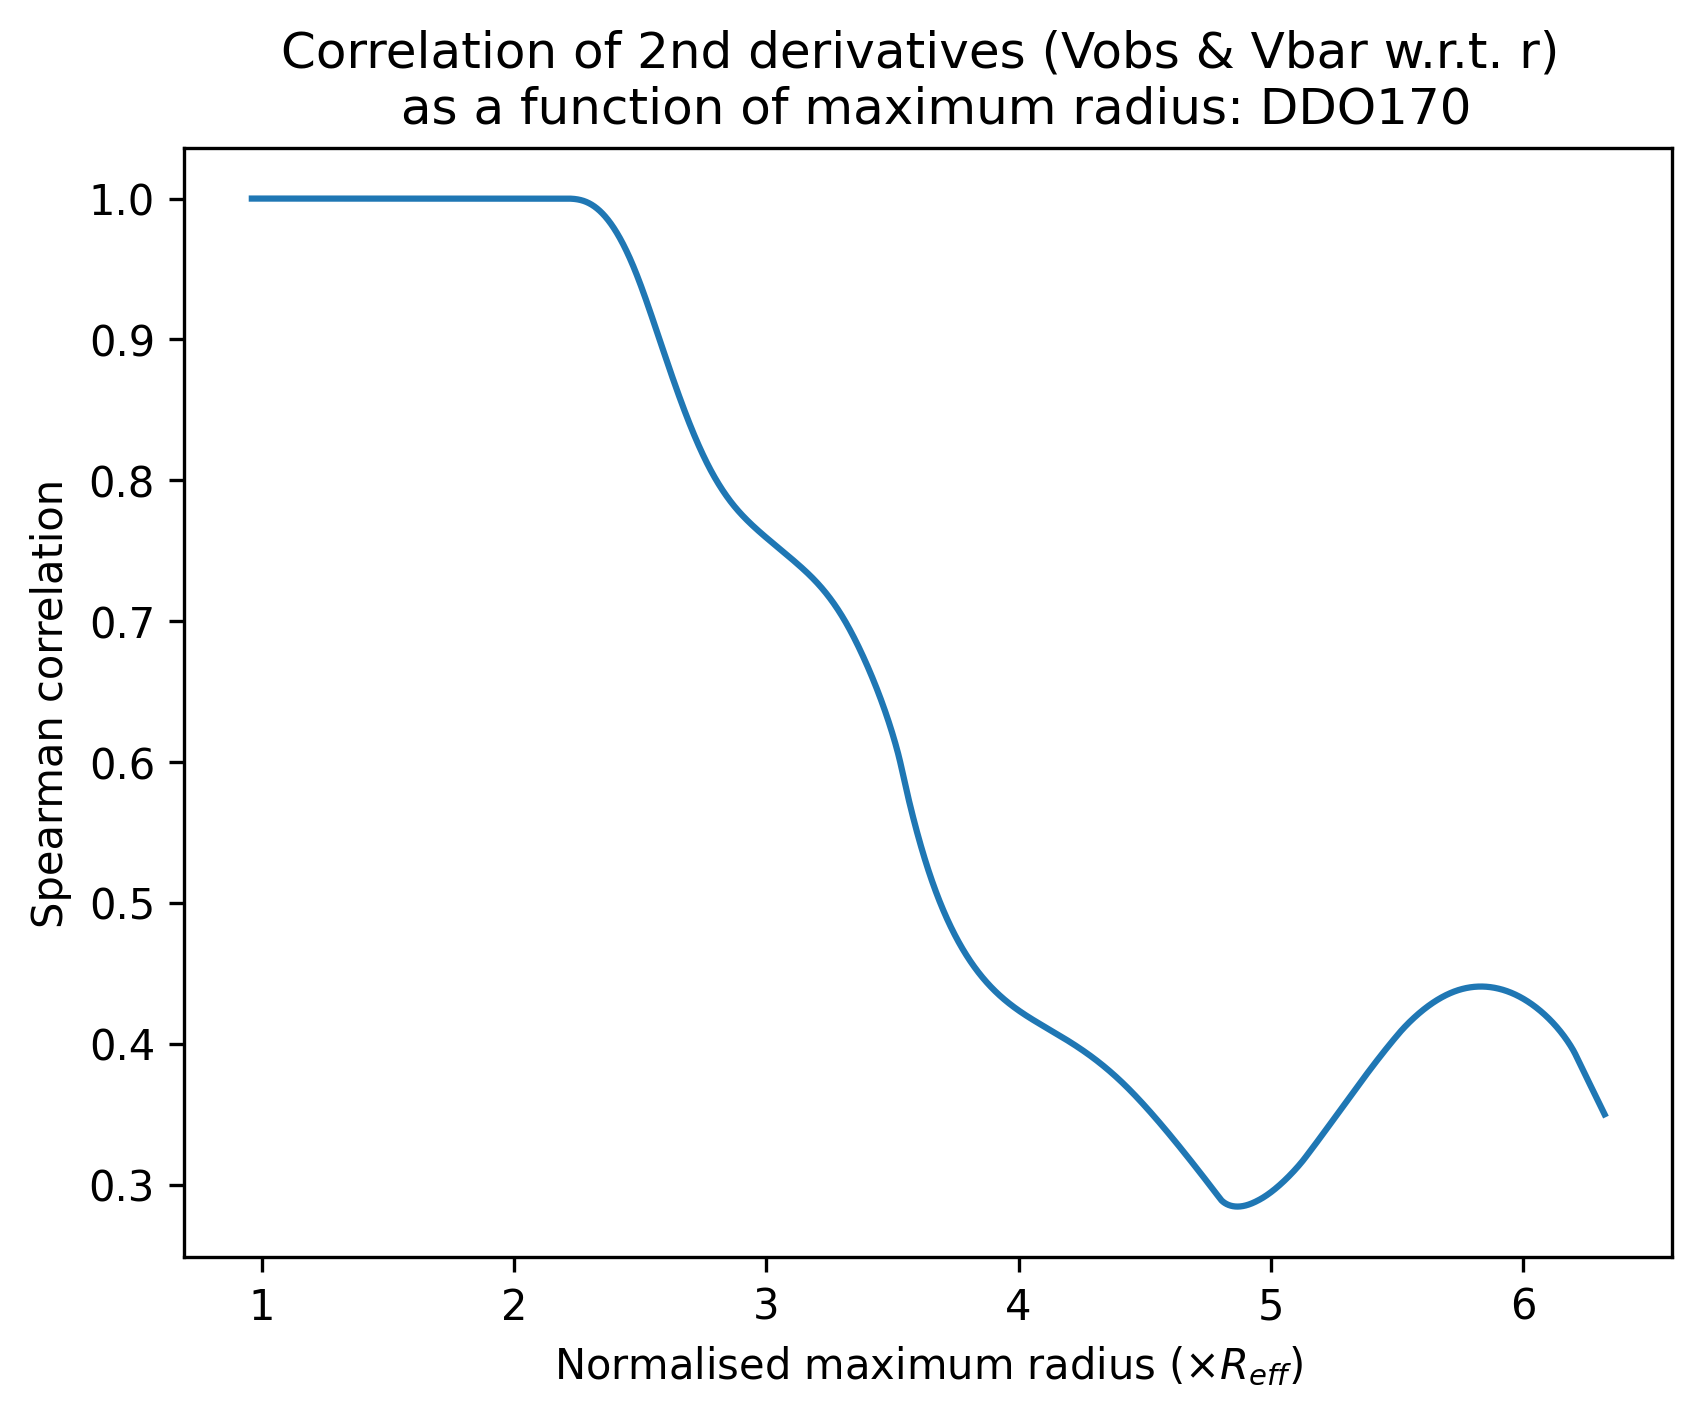 Correlation of 2nd derivatives (Vobs & Vbar w.r.t. r)
as a function of maximum radius: DDO170
Spearman correlation
1.0
0.9
0.8
0.7
0.6
0.5
0.4
0.3
1 2 3 4 5 6
Normalised maximum radius (×R_eff)